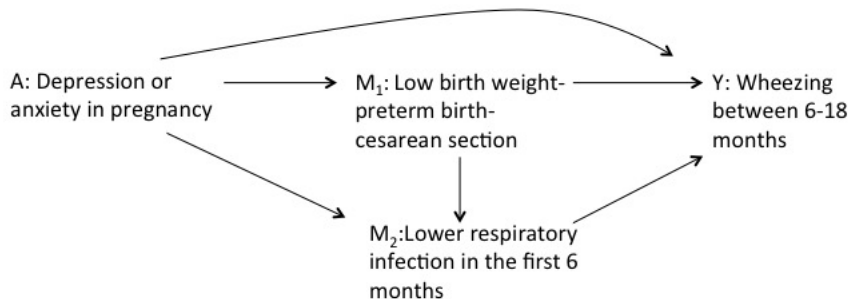 A: Depression or
anxiety in pregnancy
M₁: Low birth weight-
preterm birth-
cesarean section
Y: Wheezing
between 6-18
months
M₂:Lower respiratory
infection in the first 6
months